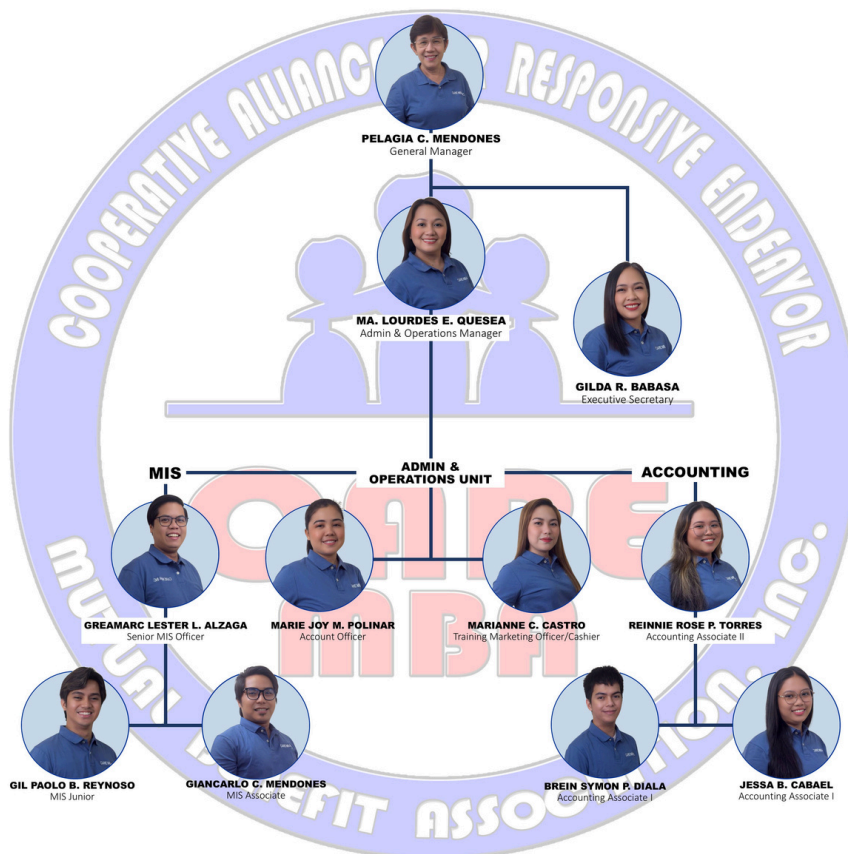 COOPERATIVE ALLIANCE FOR RESPONSIVE ENDEAVOR
PELAGIA C. MENDONES
General Manager
MA. LOURDES E. QUESEA
Admin & Operations Manager
GILDA R. BABASA
Executive Secretary
MIS
ADMIN &
OPERATIONS UNIT
ACCOUNTING
CARE
MBA
GREAMARC LESTER L. ALZAGA
Senior MIS Officer
MARIE JOY M. POLINAR
Account Officer
MARIANNE C. CASTRO
Training Marketing Officer/Cashier
REINNIE ROSE P. TORRES
Accounting Associate II
GIL PAOLO B. REYNOSO
MIS Junior
GIANCARLO C. MENDONES
MIS Associate
BREIN SYMON P. DIALA
Accounting Associate I
JESSA B. CABAEL
Accounting Associate I
MUTUAL BENEFIT ASSOCIATION, INC.